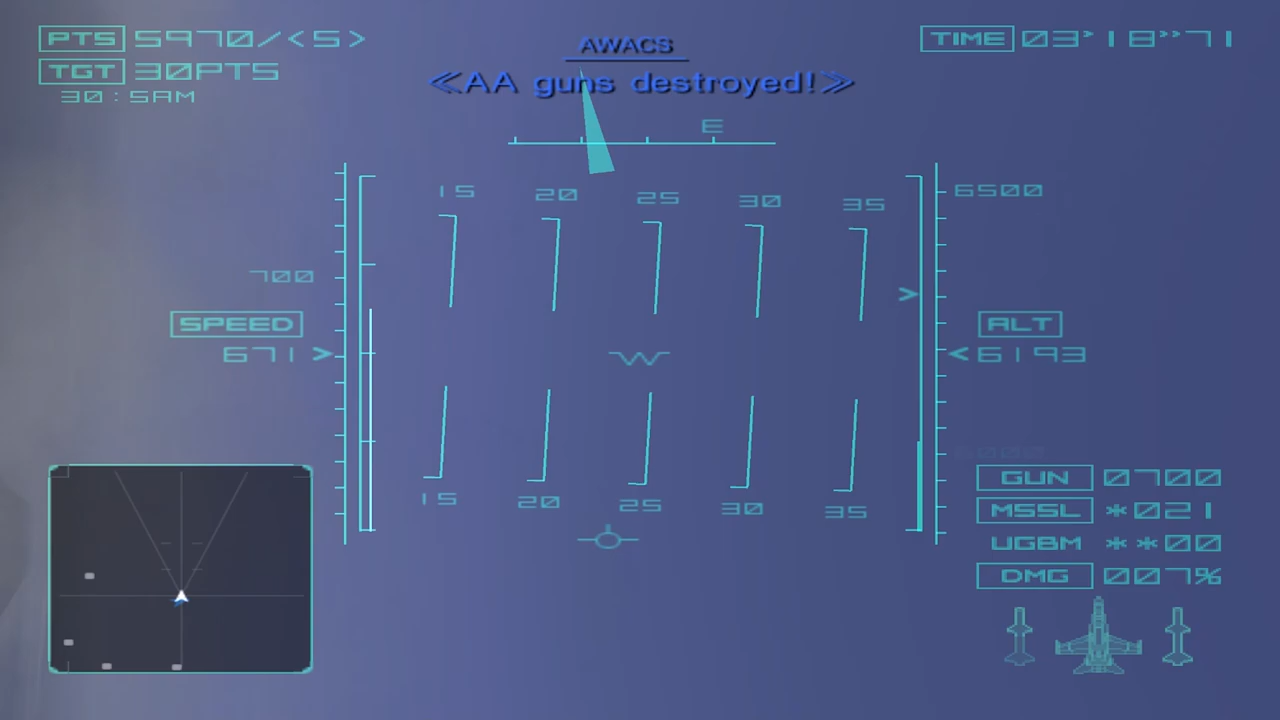 PTS 5970/<5>
TGT 30PTS
30:SAM
AWACS
≪AA guns destroyed!≫
TIME 03'18"71
E
15 20 25 30 35
6500
700
SPEED
671 >
ALT
<6193
15 20 25 30 35
6000
GUN 0700
MSSL *021
UGBM **00
DMG 007%